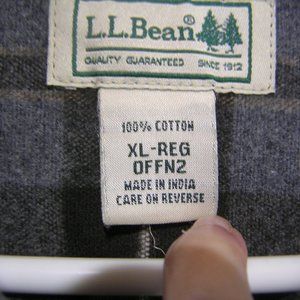 L.L.Bean
QUALITY GUARANTEED SINCE 1912
100% COTTON
XL-REG
OFFN2
MADE IN INDIA
CARE ON REVERSE